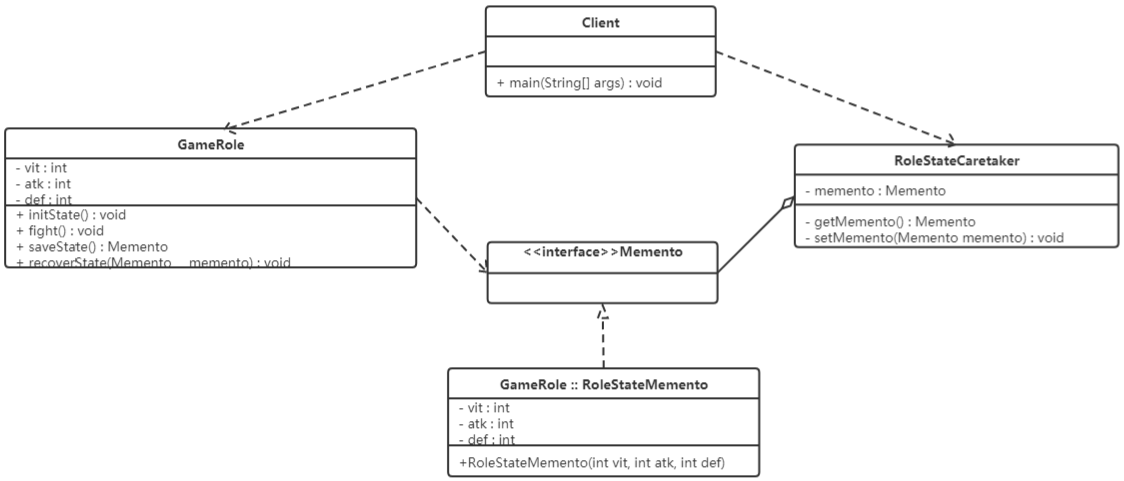 Client
+ main(String[] args) : void
GameRole
- vit : int
- atk : int
- def : int
+ initState() : void
+ fight() : void
+ saveState() : Memento
+ recoverState(Memento memento) : void
RoleStateCaretaker
- memento : Memento
- getMemento() : Memento
- setMemento(Memento memento) : void
<<interface>>Memento
GameRole :: RoleStateMemento
- vit : int
- atk : int
- def : int
+RoleStateMemento(int vit, int atk, int def)